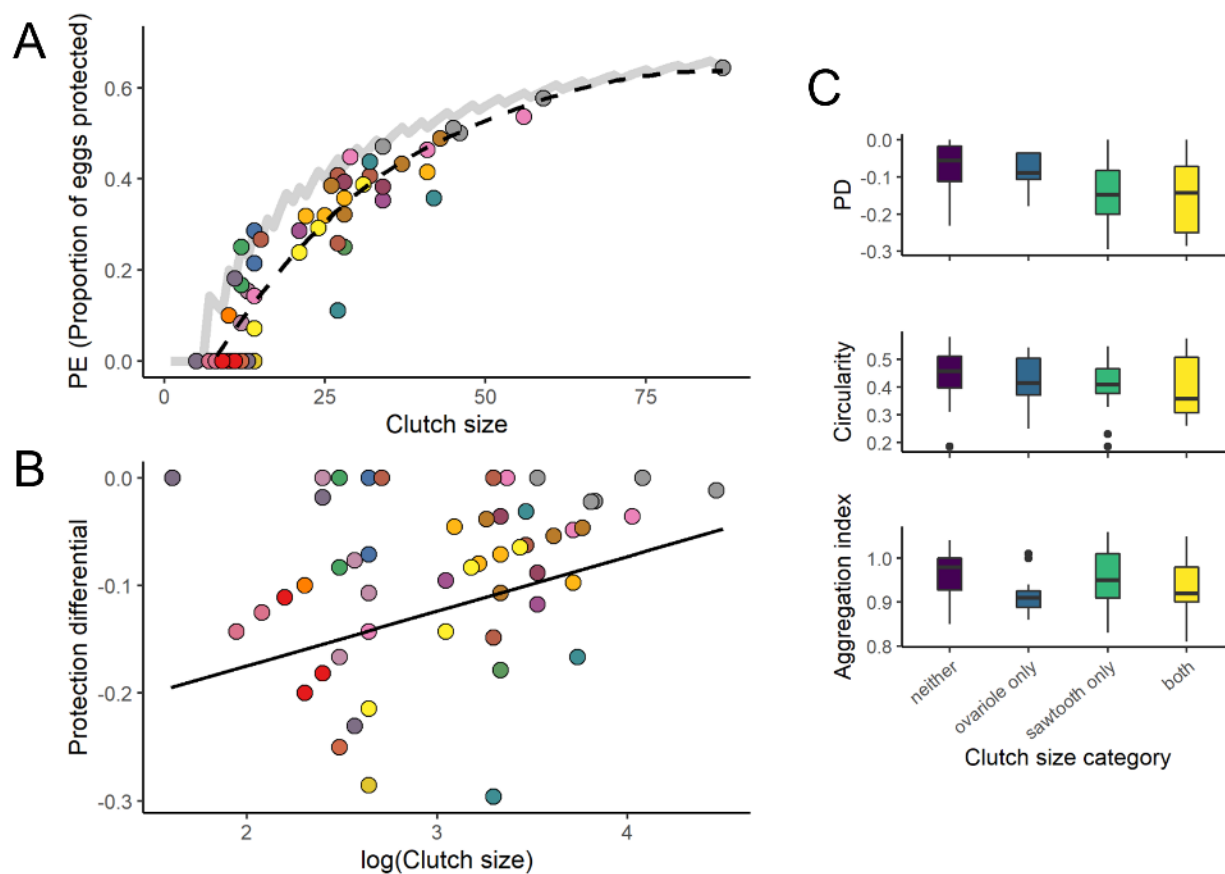 A
PE (Proportion of eggs protected)
0.6
0.4
0.2
0.0
0
25
50
75
Clutch size
B
Protection differential
0.0
-0.1
-0.2
-0.3
2
3
4
log(Clutch size)
C
PD
0.0
-0.1
-0.2
-0.3
Circularity
0.5
0.4
0.3
0.2
Aggregation index
1.0
0.9
0.8
neither
ovariole only
sawtooth only
both
Clutch size category